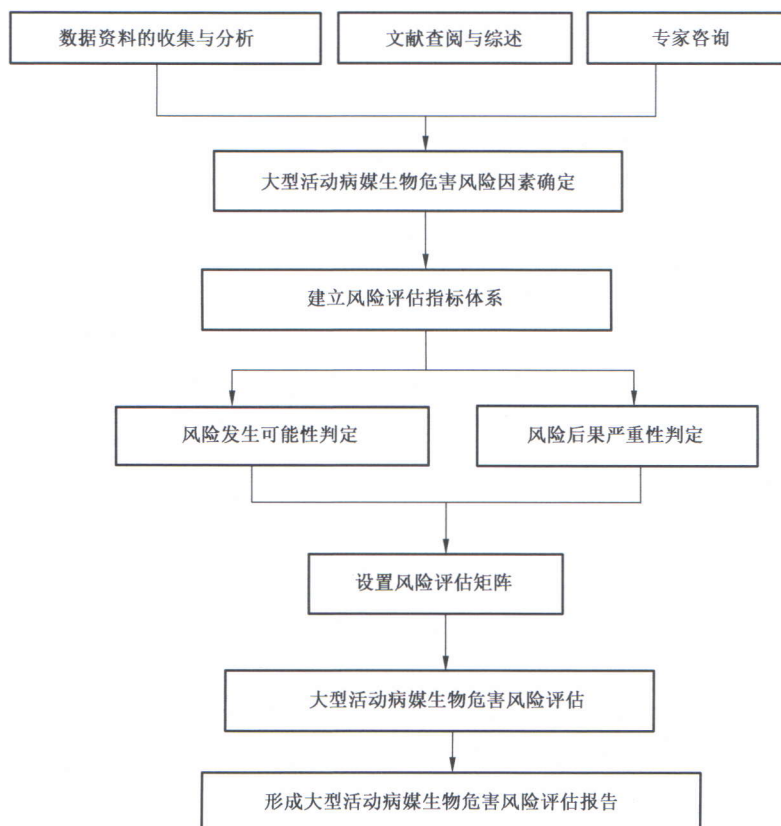 数据资料的收集与分析
文献查阅与综述
专家咨询
大型活动病媒生物危害风险因素确定
建立风险评估指标体系
风险发生可能性判定
风险后果严重性判定
设置风险评估矩阵
大型活动病媒生物危害风险评估
形成大型活动病媒生物危害风险评估报告